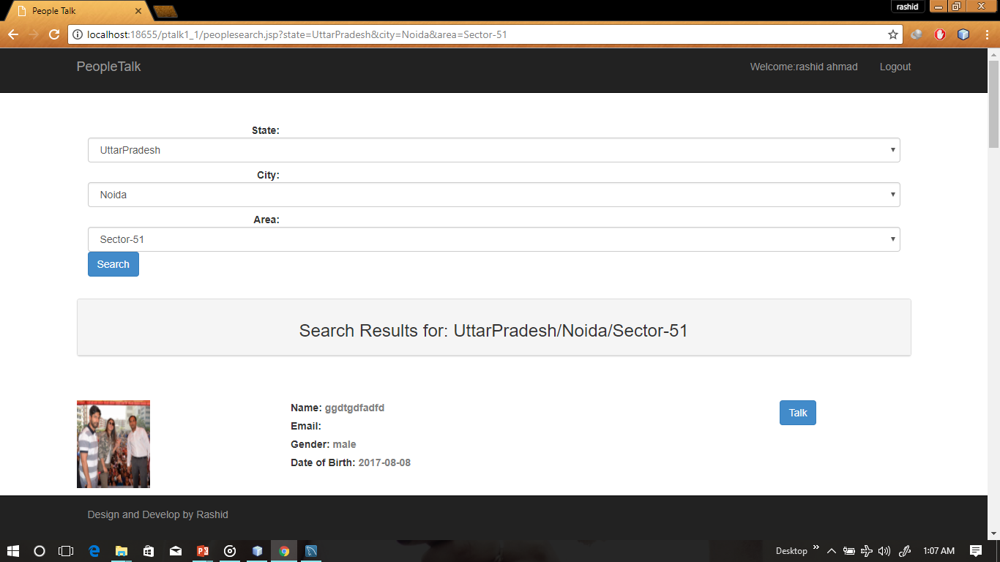 People Talk
rashid
localhost:18655/ptalk1_1/peoplesearch.jsp?state=UttarPradesh&city=Noida&area=Sector-51
PeopleTalk
Welcome:rashid ahmad
Logout
State:
UttarPradesh
City:
Noida
Area:
Sector-51
Search
Search Results for: UttarPradesh/Noida/Sector-51
Name: ggdtgdfadfd
Talk
Email:
Gender: male
Date of Birth: 2017-08-08
Design and Develop by Rashid
Desktop
1:07 AM